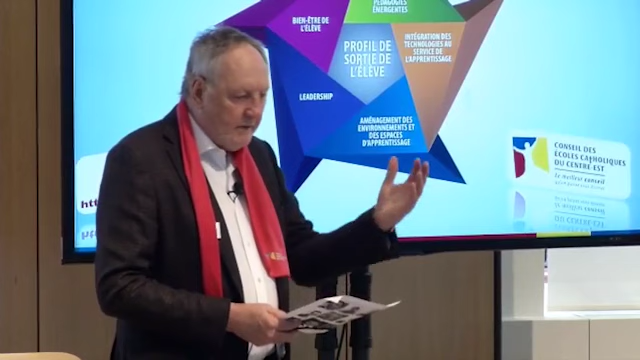 PÉDAGOGIES
ÉMERGENTES
BIEN-ÊTRE DE
L'ÉLÈVE
INTÉGRATION DES
TECHNOLOGIES AU
SERVICE DE
L'APPRENTISSAGE
PROFIL DE
SORTIE DE
L'ÉLÈVE
LEADERSHIP
AMÉNAGEMENT DES
ENVIRONNEMENTS ET
DES ESPACES
D'APPRENTISSAGE
CONSEIL DES
ÉCOLES CATHOLIQUES
DU CENTRE-EST